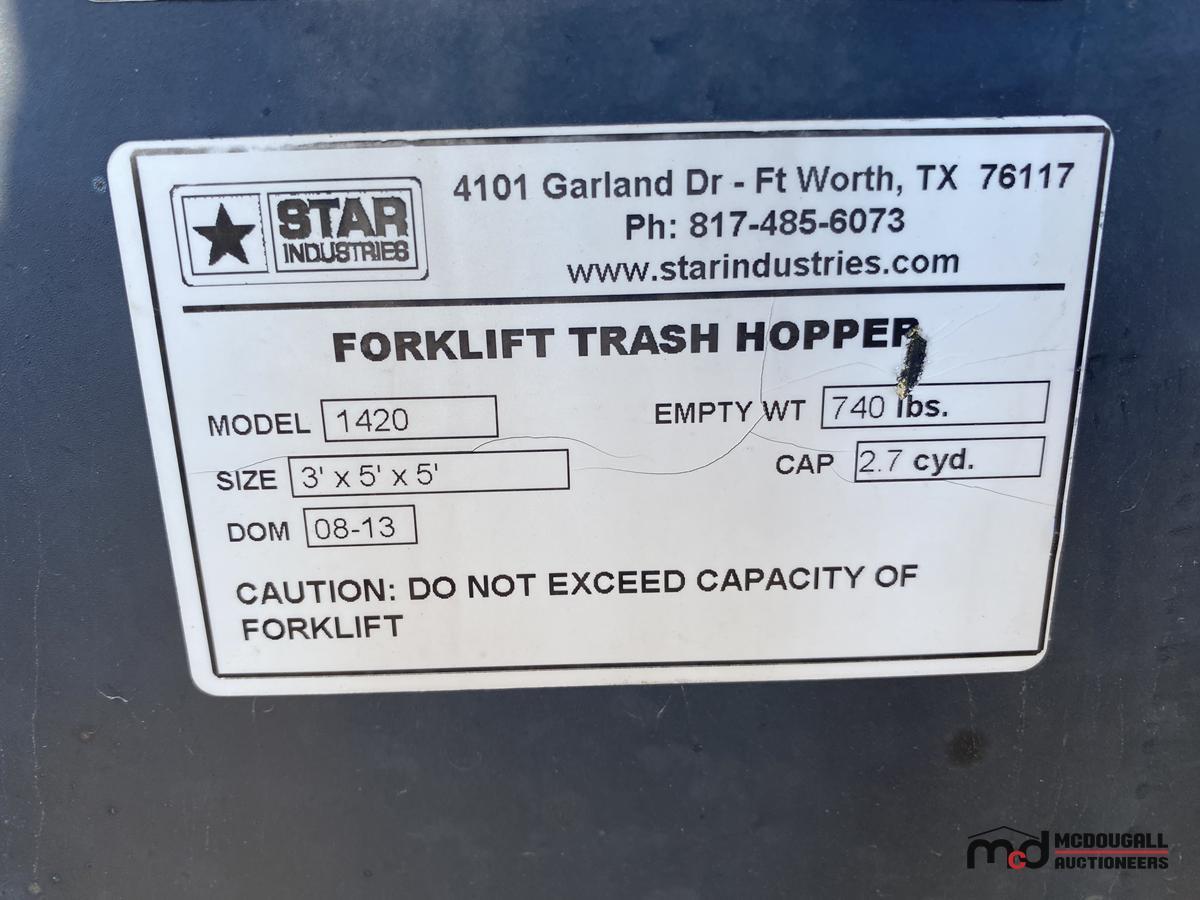 STAR
INDUSTRIES
4101 Garland Dr - Ft Worth, TX 76117
Ph: 817-485-6073
www.starindustries.com
FORKLIFT TRASH HOPPER
MODEL 1420
EMPTY WT 740 lbs.
SIZE 3' x 5' x 5'
CAP 2.7 cyd.
DOM 08-13
CAUTION: DO NOT EXCEED CAPACITY OF
FORKLIFT
mcd MCDOUGALL
AUCTIONEERS